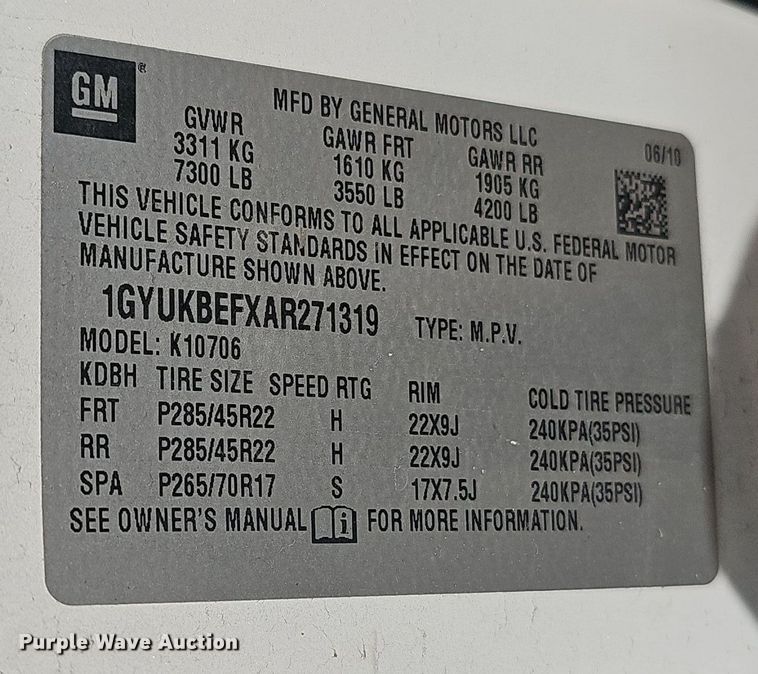 GM®
MFD BY GENERAL MOTORS LLC
06/10
GVWR GAWR FRT GAWR RR
3311 KG 1610 KG 1905 KG
7300 LB 3550 LB 4200 LB
THIS VEHICLE CONFORMS TO ALL APPLICABLE U.S. FEDERAL MOTOR
VEHICLE SAFETY STANDARDS IN EFFECT ON THE DATE OF
MANUFACTURE SHOWN ABOVE.
1GYUKBEFXAR271319 TYPE: M.P.V.
MODEL: K10706
KDBH TIRE SIZE SPEED RTG RIM COLD TIRE PRESSURE
FRT P285/45R22 H 22X9J 240KPA(35PSI)
RR P285/45R22 H 22X9J 240KPA(35PSI)
SPA P265/70R17 S 17X7.5J 240KPA(35PSI)
SEE OWNER'S MANUAL i FOR MORE INFORMATION.
Purple Wave Auction